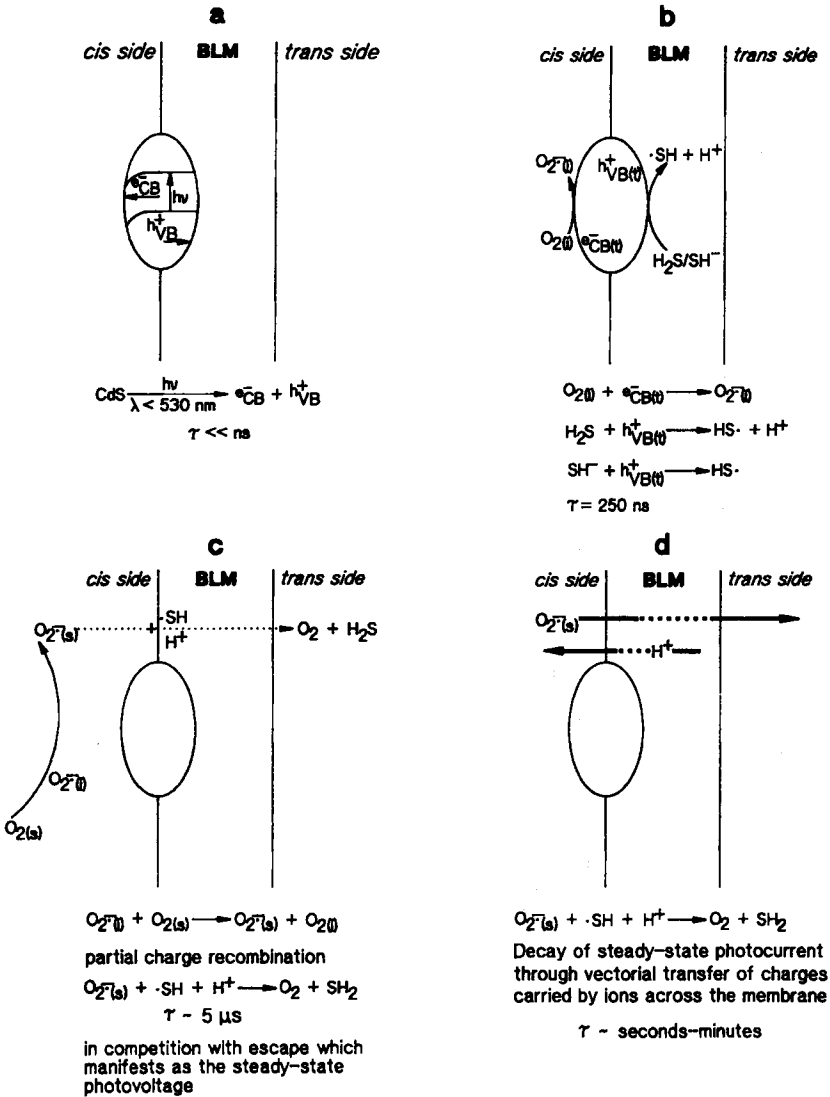 a
cis side BLM trans side
e⁻CB
hν
h⁺VB
CdS hν λ < 530 nm ⟶ e⁻CB + h⁺VB
τ << ns
b
cis side BLM trans side
O₂⁻·(i) h⁺VB(t) ·SH + H⁺
O₂(i) e⁻CB(t) H₂S/SH⁻
O₂(i) + e⁻CB(t) ⟶ O₂⁻·(i)
H₂S + h⁺VB(t) ⟶ HS· + H⁺
SH⁻ + h⁺VB(t) ⟶ HS·
τ = 250 ns
c
cis side BLM trans side
·SH
O₂⁻·(s) + H⁺ O₂ + H₂S
O₂⁻·(i)
O₂(s)
O₂⁻·(i) + O₂(s) ⟶ O₂⁻·(s) + O₂(i)
partial charge recombination
O₂⁻·(s) + ·SH + H⁺ ⟶ O₂ + SH₂
τ ~ 5 μs
in competition with escape which
manifests as the steady-state
photovoltage
d
cis side BLM trans side
O₂⁻·(s)
H⁺
O₂⁻·(s) + ·SH + H⁺ ⟶ O₂ + SH₂
Decay of steady-state photocurrent
through vectorial transfer of charges
carried by ions across the membrane
τ ~ seconds-minutes